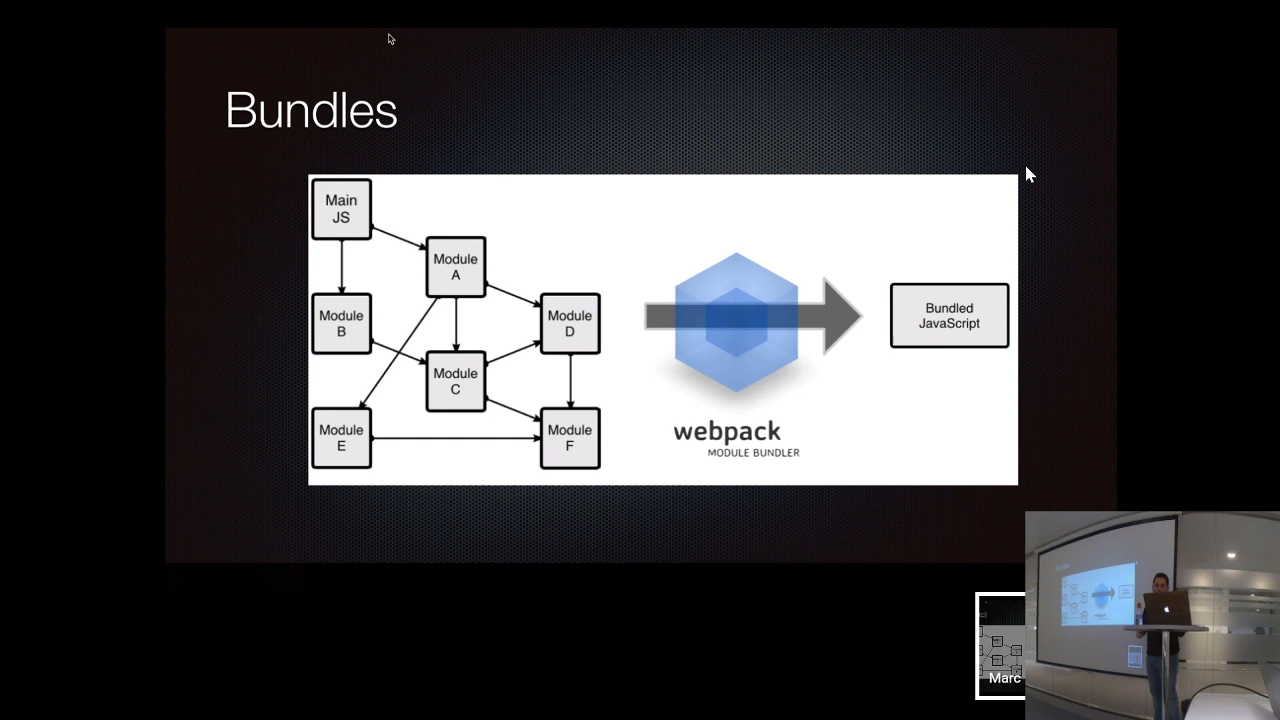 Bundles
Main
JS
Module
A
Module
B
Module
D
Module
C
Module
E
Module
F
webpack
MODULE BUNDLER
Bundled
JavaScript
Marc